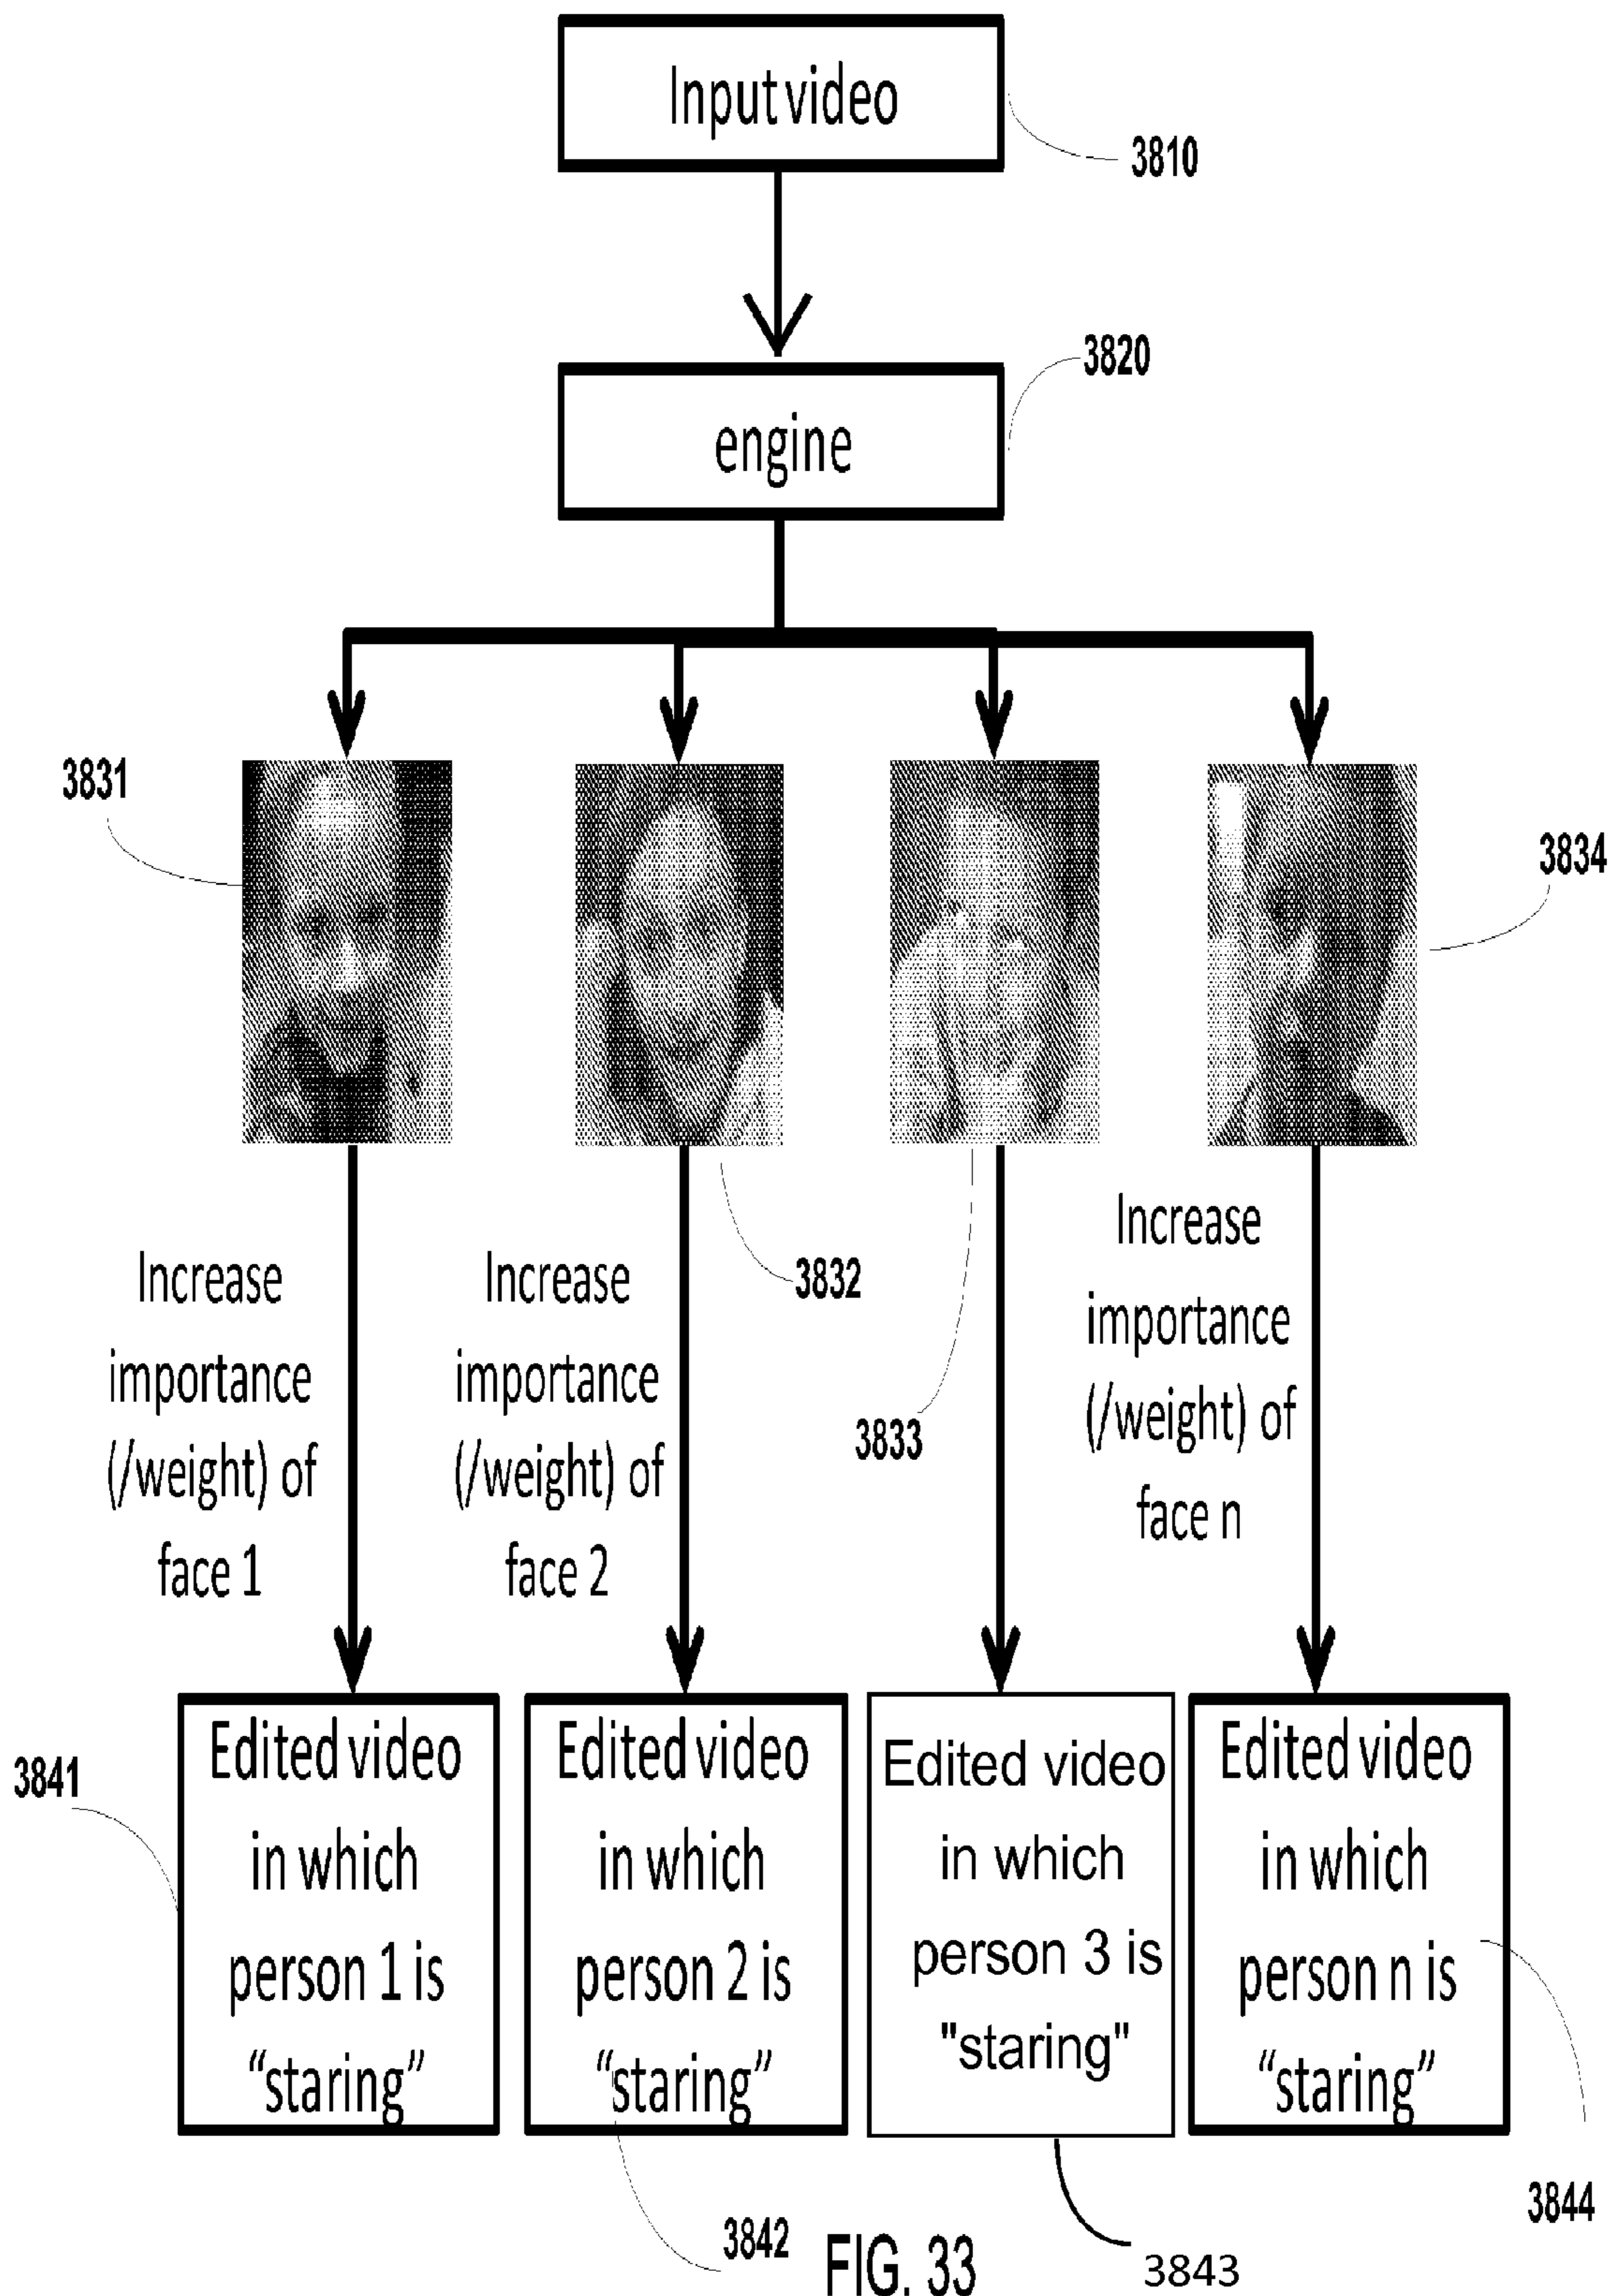 Input video
3810
3820
engine
3831
3834
Increase
importance
(/weight) of
face 1
Increase
importance
(/weight) of
face 2
3832
3833
Increase
importance
(/weight) of
face n
3841
Edited video
in which
person 1 is
“staring”
Edited video
in which
person 2 is
“staring”
Edited video
in which
person 3 is
"staring"
Edited video
in which
person n is
“staring”
3842
FIG. 33
3843
3844